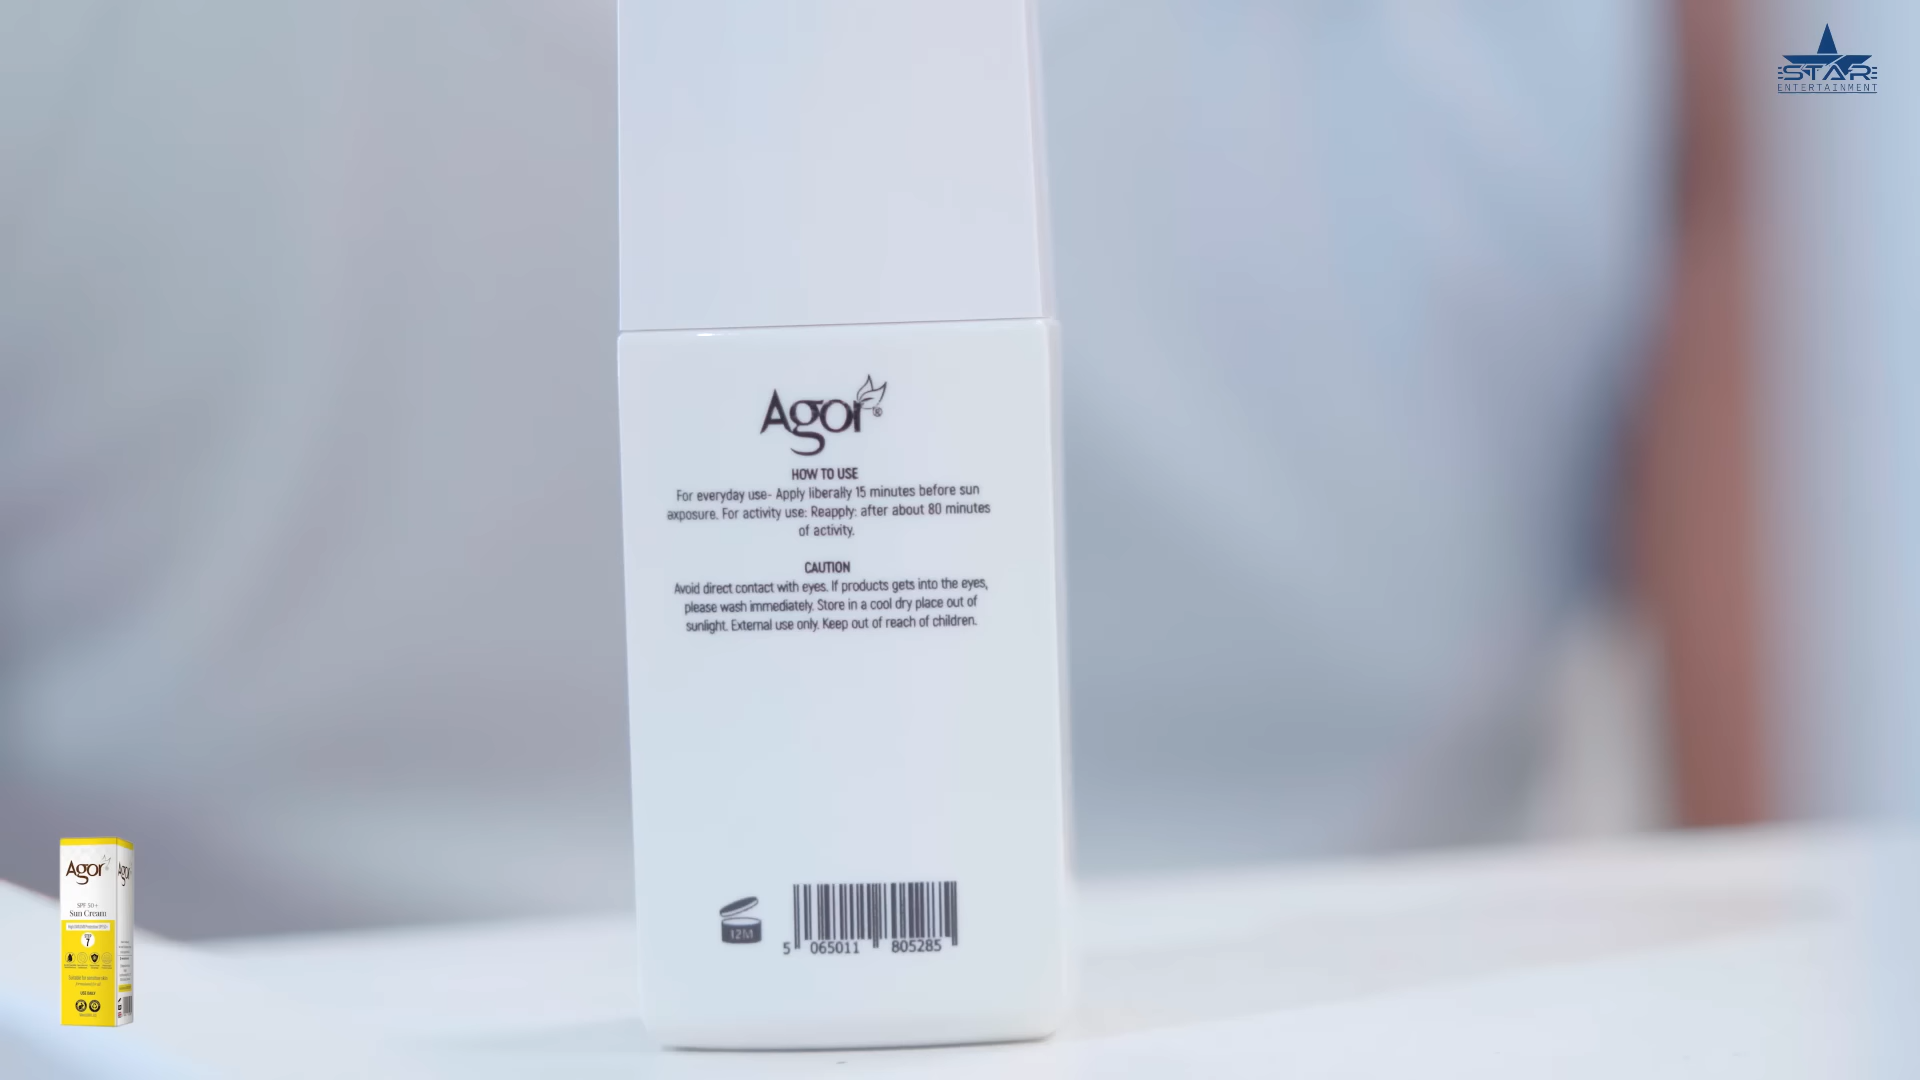 STAR
ENTERTAINMENT
Agor®
HOW TO USE
For everyday use- Apply liberally 15 minutes before sun
axposure. For activity use: Reapply: after about 80 minutes
of activity.
CAUTION
Avoid direct contact with eyes. If products gets into the eyes,
please wash immediately. Store in a cool dry place out of
sunlight. External use only. Keep out of reach of children.
12M
5 065011 805285
Agor
Agor
SPF 50+
Sun Cream
STEP
7